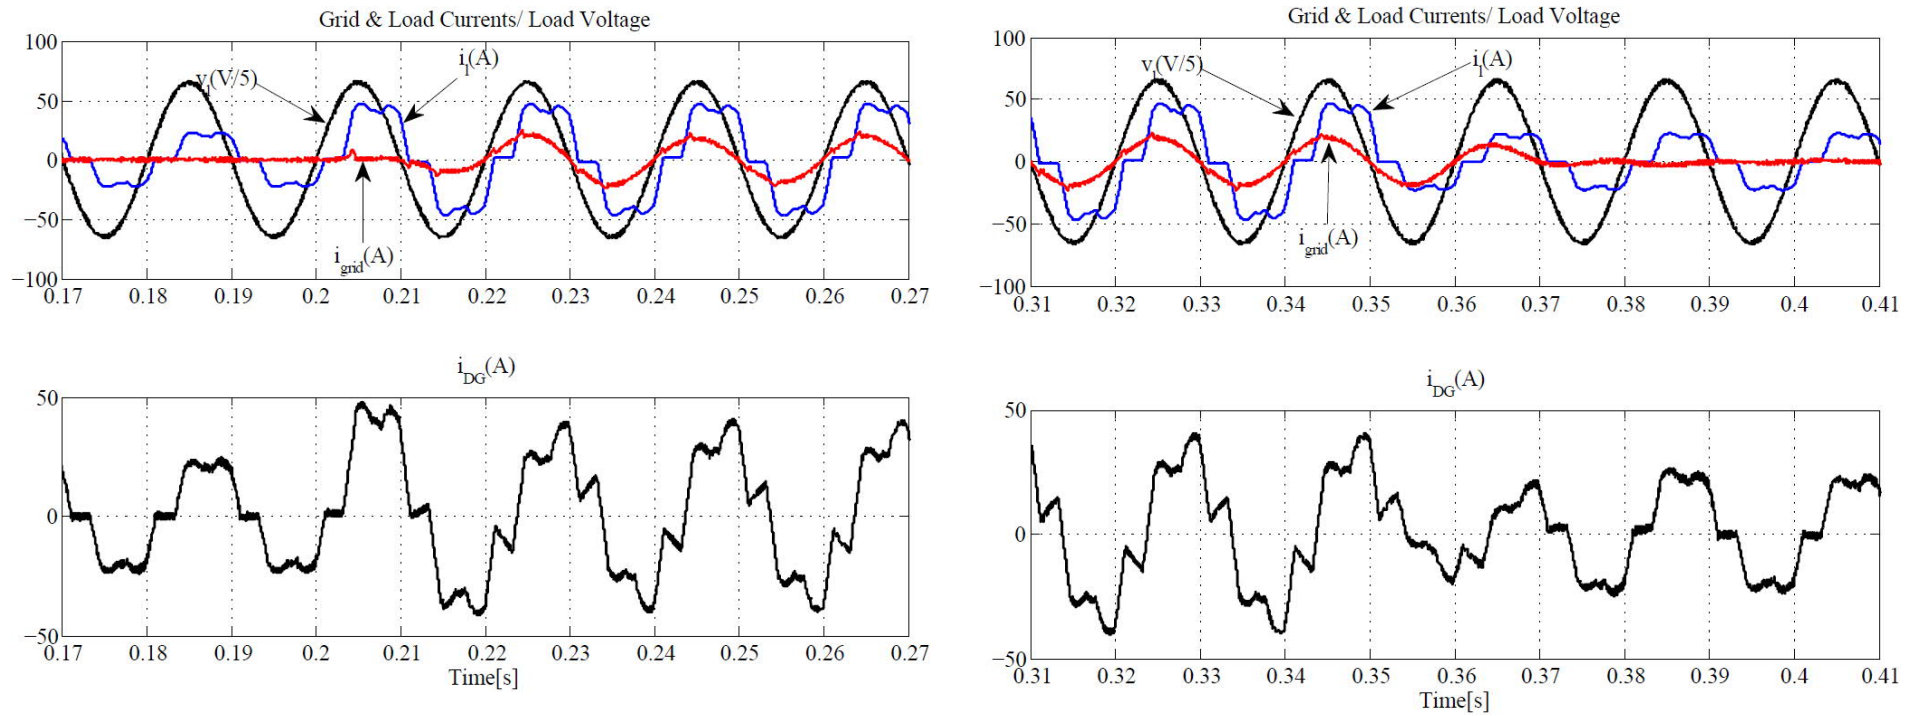 Grid & Load Currents/ Load Voltage
100
50
0
−50
−100
v_l(V/5)
i_l(A)
i_grid(A)
0.17 0.18 0.19 0.2 0.21 0.22 0.23 0.24 0.25 0.26 0.27
i_DG(A)
50
0
−50
0.17 0.18 0.19 0.2 0.21 0.22 0.23 0.24 0.25 0.26 0.27
Time[s]
Grid & Load Currents/ Load Voltage
100
50
0
−50
−100
v_l(V/5)
i_l(A)
i_grid(A)
0.31 0.32 0.33 0.34 0.35 0.36 0.37 0.38 0.39 0.4 0.41
i_DG(A)
50
0
−50
0.31 0.32 0.33 0.34 0.35 0.36 0.37 0.38 0.39 0.4 0.41
Time[s]